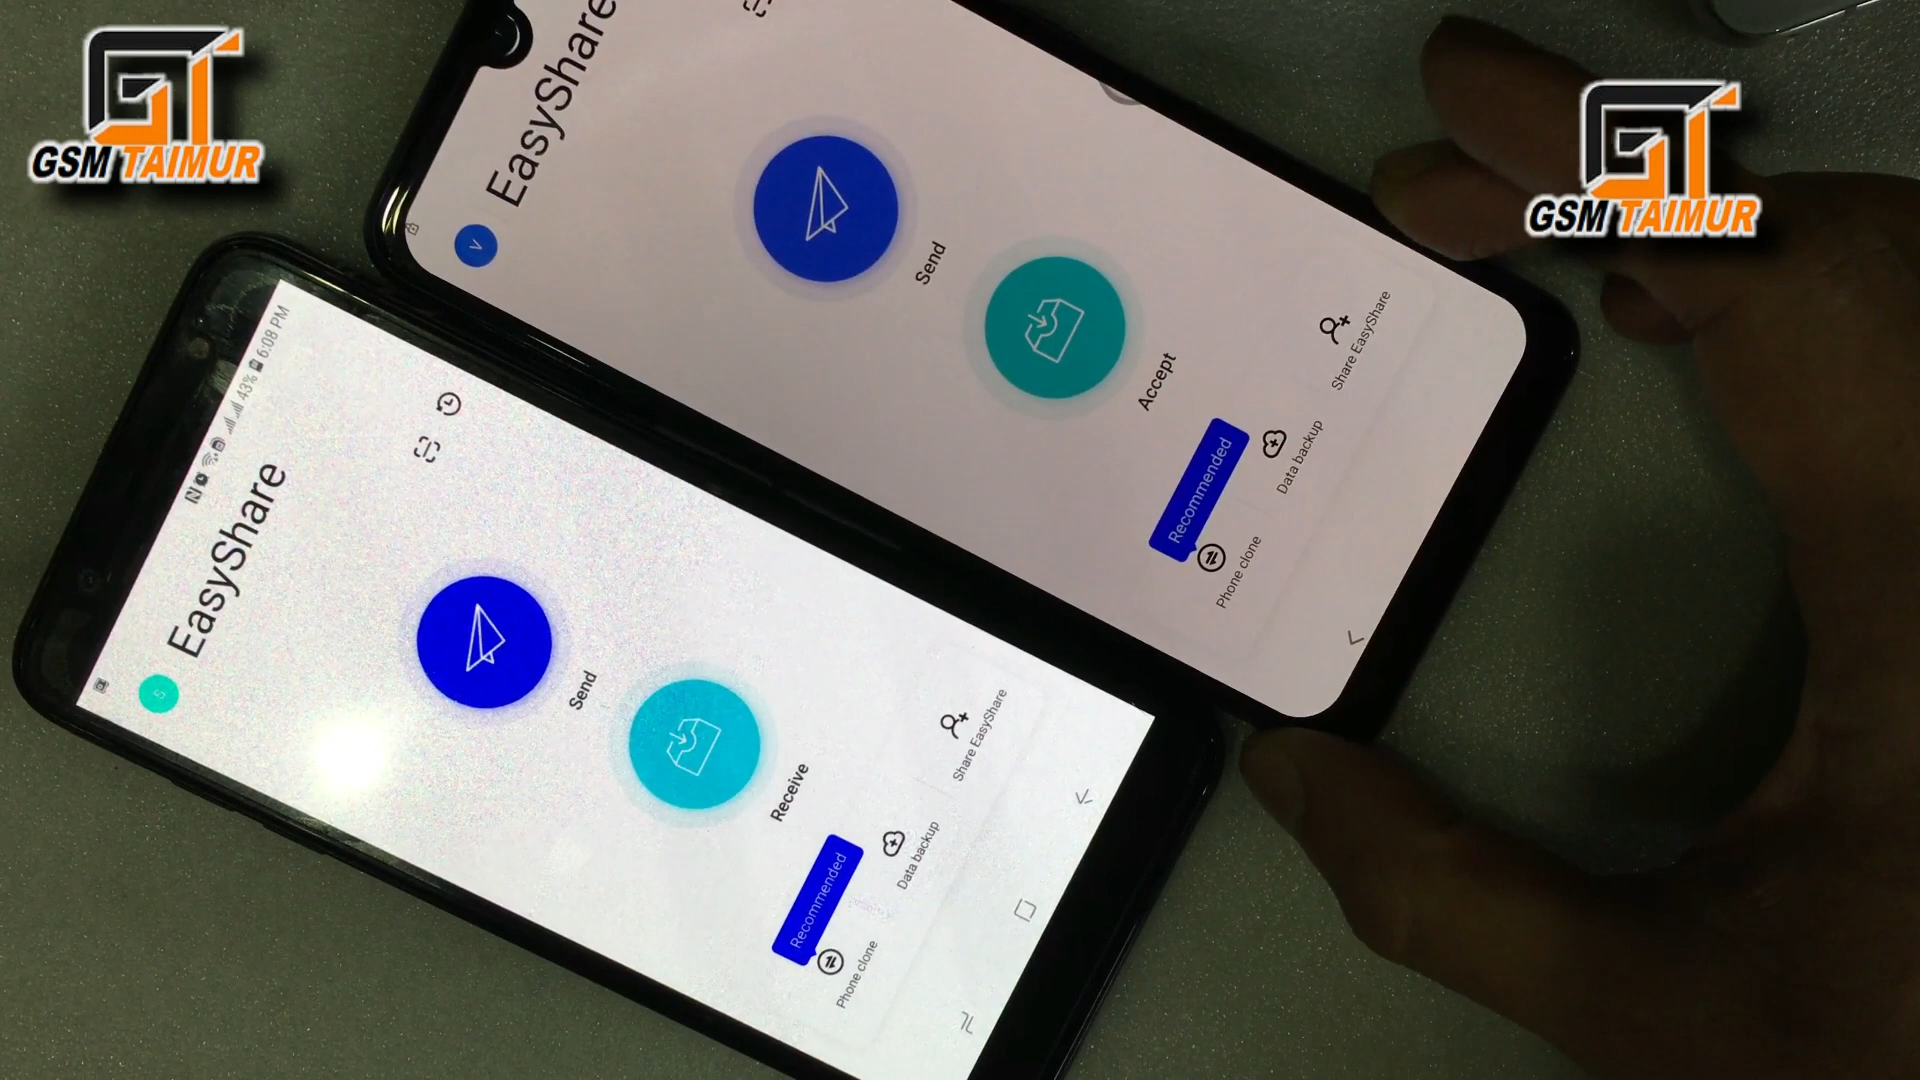 GSM TAIMUR
GSM TAIMUR
EasyShare
V
Send
Accept
Recommended
Phone clone
Data backup
Share EasyShare
43% 6:08 PM
EasyShare
5
Send
Receive
Recommended
Phone clone
Data backup
Share EasyShare